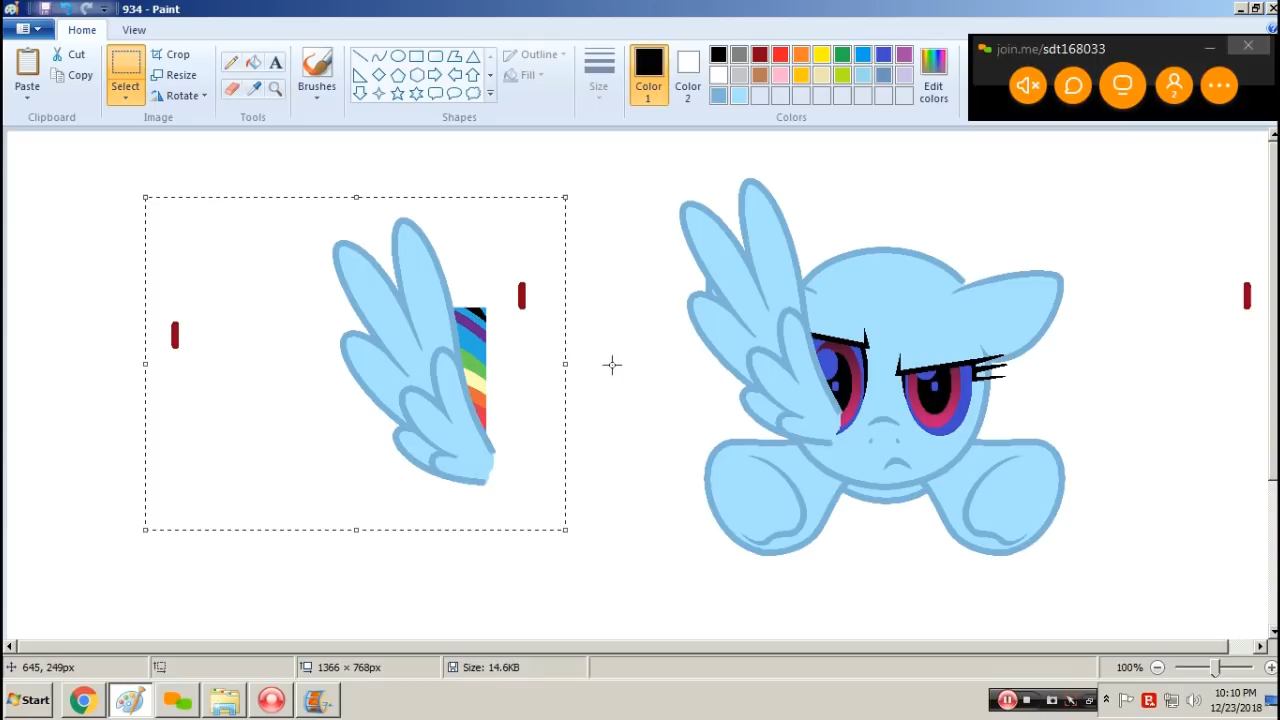 934 - Paint
Home
View
Paste
Cut
Copy
Clipboard
Select
Crop
Resize
Rotate
Image
A
Tools
Brushes
Outline
Fill
Shapes
Size
Color 1
Color 2
Edit colors
Colors
join.me/sdt168033
2
645, 249px
1366 × 768px
Size: 14.6KB
100%
Start
10:10 PM
12/23/2018